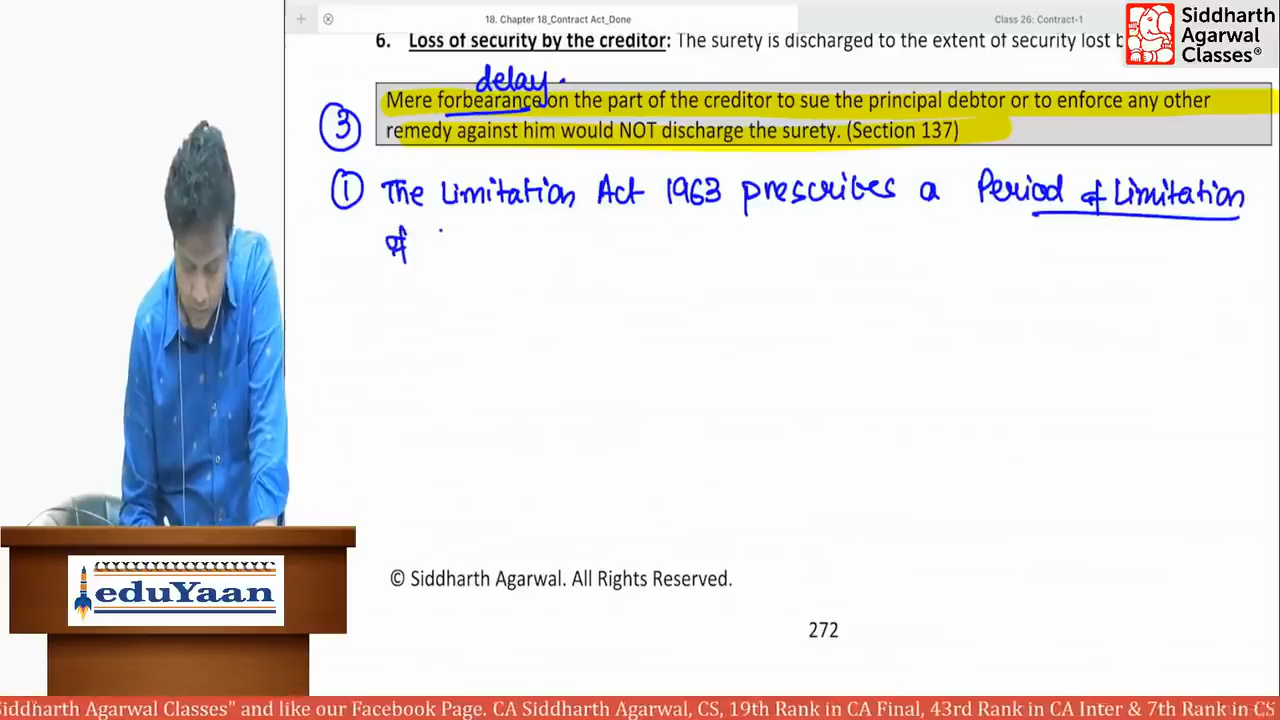 18. Chapter 18_Contract Act_Done
Class 26: Contract-1
Siddharth
Agarwal
Classes®
6. Loss of security by the creditor: The surety is discharged to the extent of security lost
delay.
Mere forbearance on the part of the creditor to sue the principal debtor or to enforce any other
③ remedy against him would NOT discharge the surety. (Section 137)
① The Limitation Act 1963 prescribes a Period of Limitation
of
eduYaan
© Siddharth Agarwal. All Rights Reserved.
272
Siddharth Agarwal Classes" and like our Facebook Page. CA Siddharth Agarwal, CS, 19th Rank in CA Final, 43rd Rank in CA Inter & 7th Rank in CS